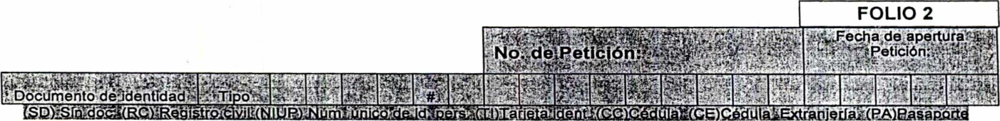 FOLIO 2
No. de Petición:
Fecha de apertura
Petición:
Documento de identidad Tipo #
(SD) Sin doc. (RC) Registro civil (NIUP) Núm. único de id. pers. (TI)Tarjeta Ident. (CC)Cédula (CE)Cédula Extranjería (PA)Pasaporte